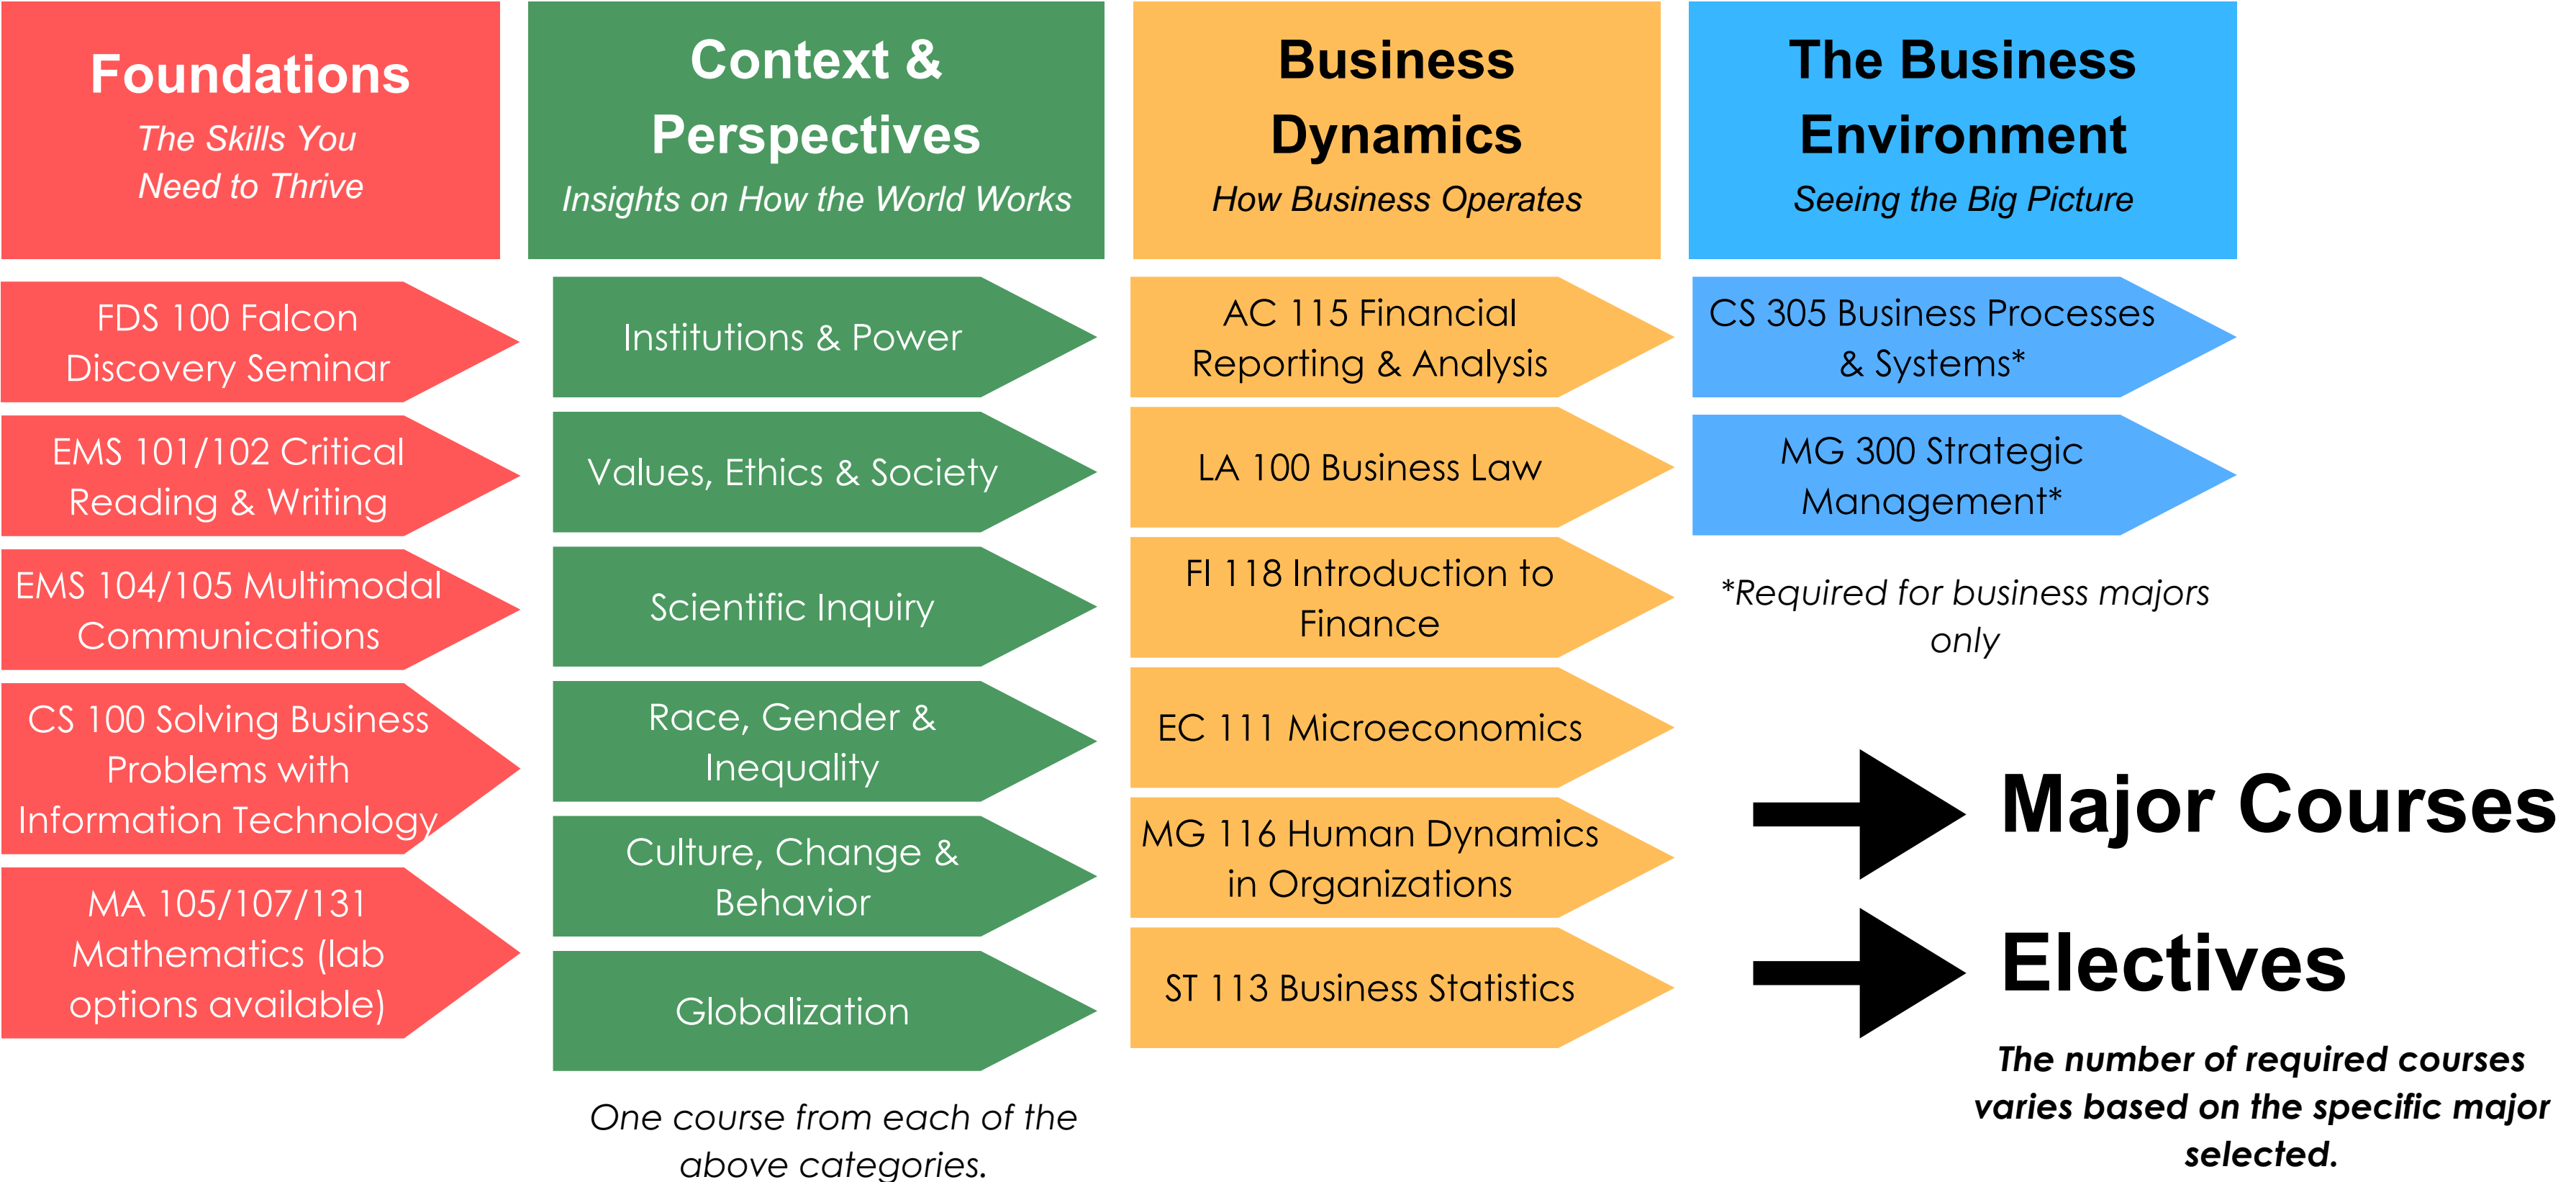 Foundations
The Skills You
Need to Thrive
FDS 100 Falcon
Discovery Seminar
EMS 101/102 Critical
Reading & Writing
EMS 104/105 Multimodal
Communications
CS 100 Solving Business
Problems with
Information Technology
MA 105/107/131
Mathematics (lab
options available)
Context &
Perspectives
Insights on How the World Works
Institutions & Power
Values, Ethics & Society
Scientific Inquiry
Race, Gender &
Inequality
Culture, Change &
Behavior
Globalization
One course from each of the
above categories.
Business
Dynamics
How Business Operates
AC 115 Financial
Reporting & Analysis
LA 100 Business Law
FI 118 Introduction to
Finance
EC 111 Microeconomics
MG 116 Human Dynamics
in Organizations
ST 113 Business Statistics
The Business
Environment
Seeing the Big Picture
CS 305 Business Processes
& Systems*
MG 300 Strategic
Management*
*Required for business majors
only
Major Courses
Electives
The number of required courses
varies based on the specific major
selected.